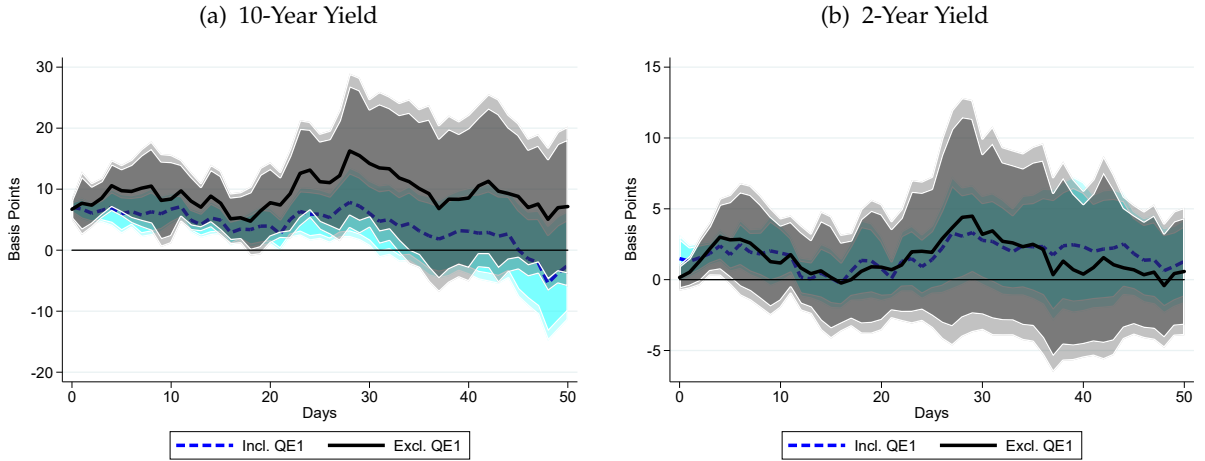 (a) 10-Year Yield
(b) 2-Year Yield
30
20
10
0
-10
-20
Basis Points
0
10
20
30
40
50
Days
Incl. QE1
Excl. QE1
15
10
5
0
-5
Basis Points
0
10
20
30
40
50
Days
Incl. QE1
Excl. QE1